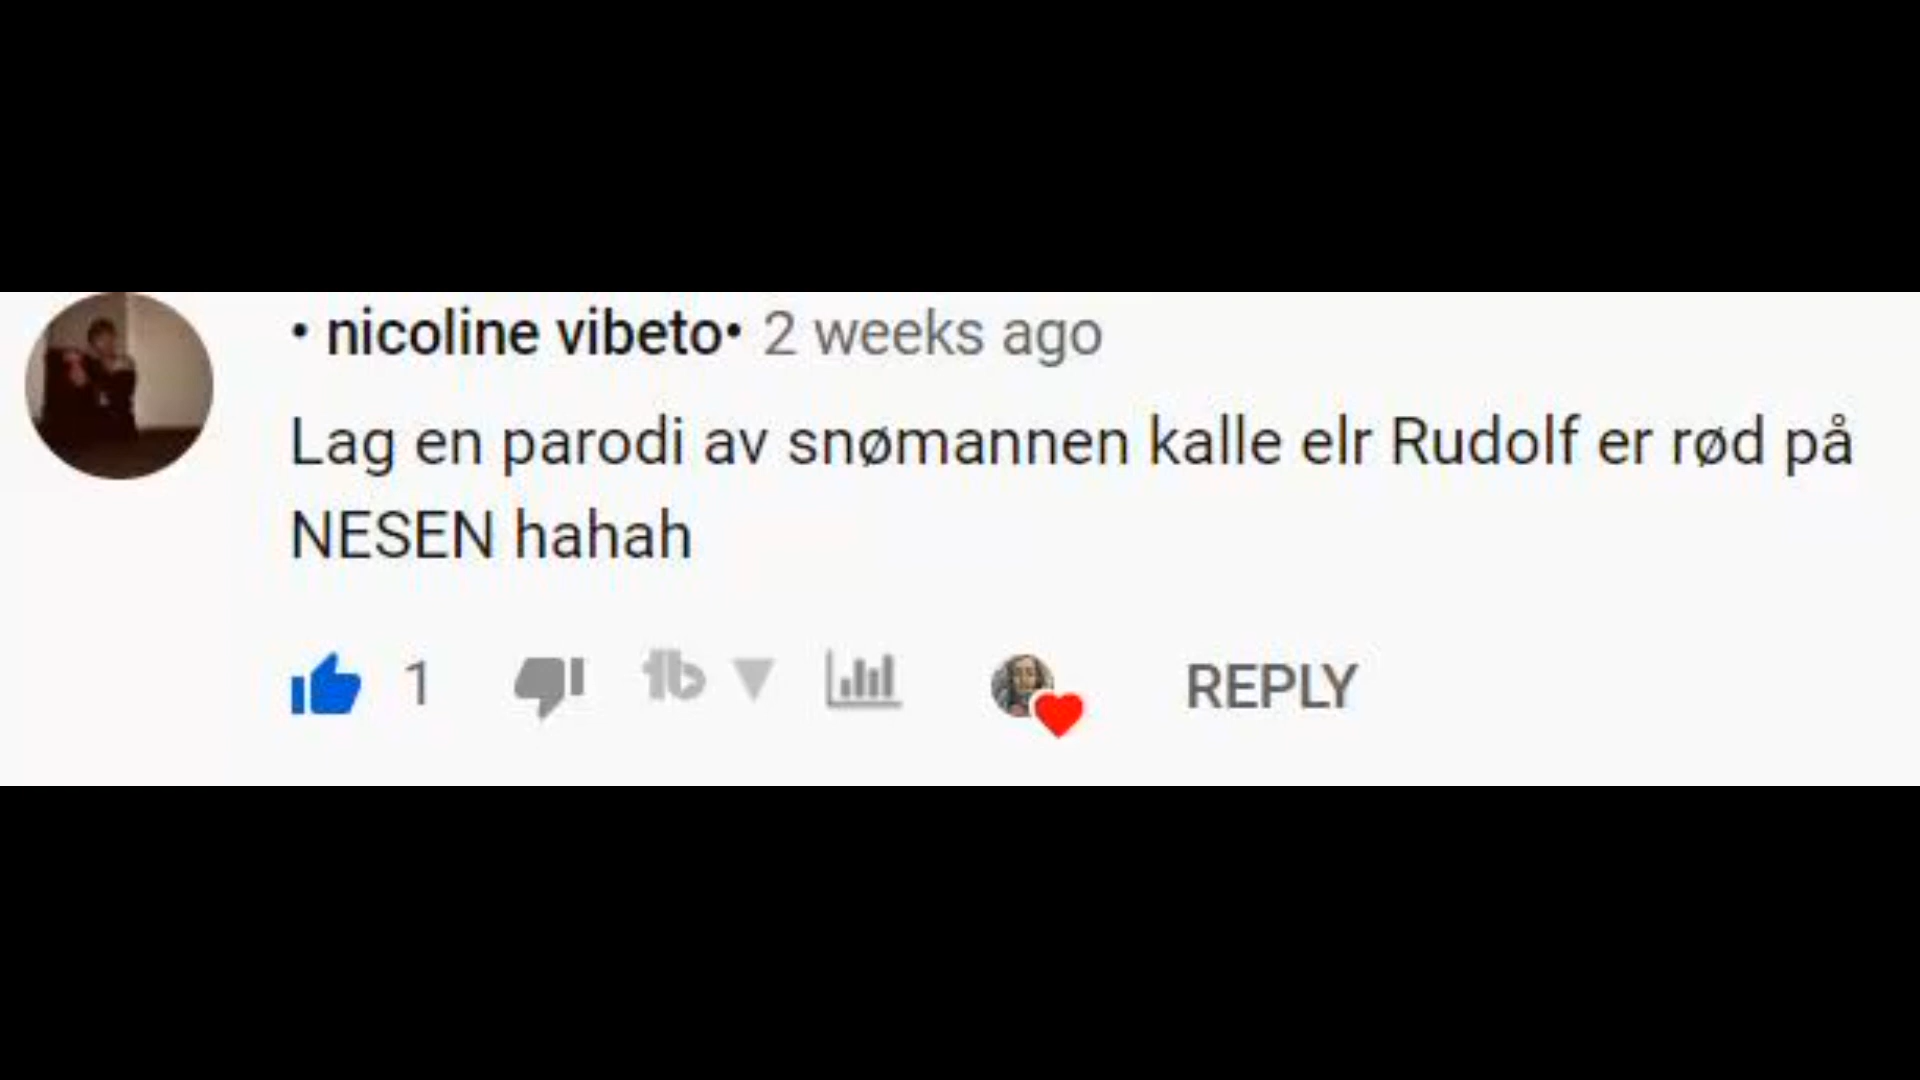 • nicoline vibeto• 2 weeks ago
Lag en parodi av snømannen kalle elr Rudolf er rød på
NESEN hahah
1 REPLY